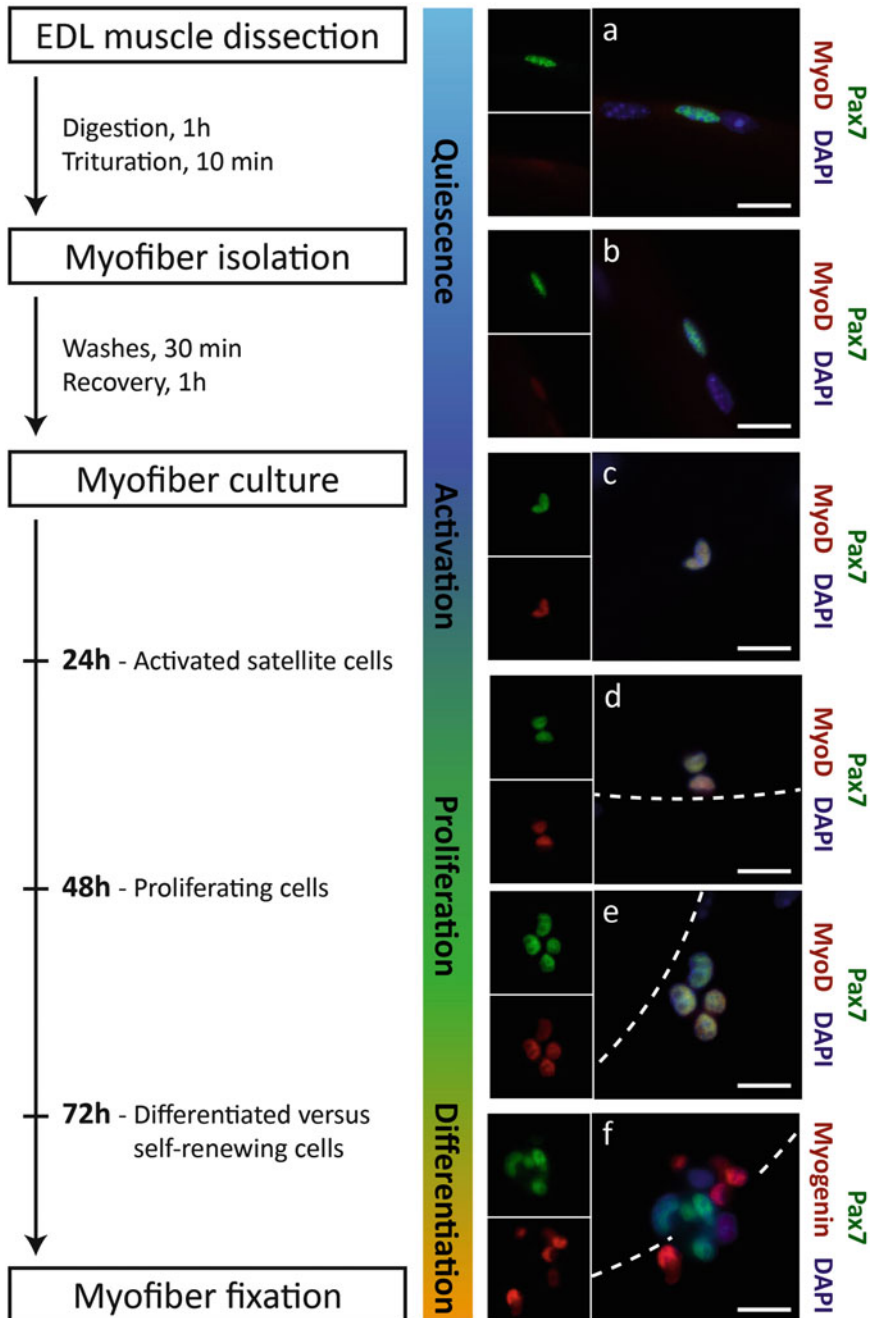 EDL muscle dissection
Digestion, 1h
Trituration, 10 min
Myofiber isolation
Washes, 30 min
Recovery, 1h
Myofiber culture
24h - Activated satellite cells
48h - Proliferating cells
72h - Differentiated versus
self-renewing cells
Myofiber fixation
Quiescence
Activation
Proliferation
Differentiation
a
Pax7
MyoD DAPI
b
Pax7
MyoD DAPI
c
Pax7
MyoD DAPI
d
Pax7
MyoD DAPI
e
Pax7
MyoD DAPI
f
Pax7
Myogenin DAPI